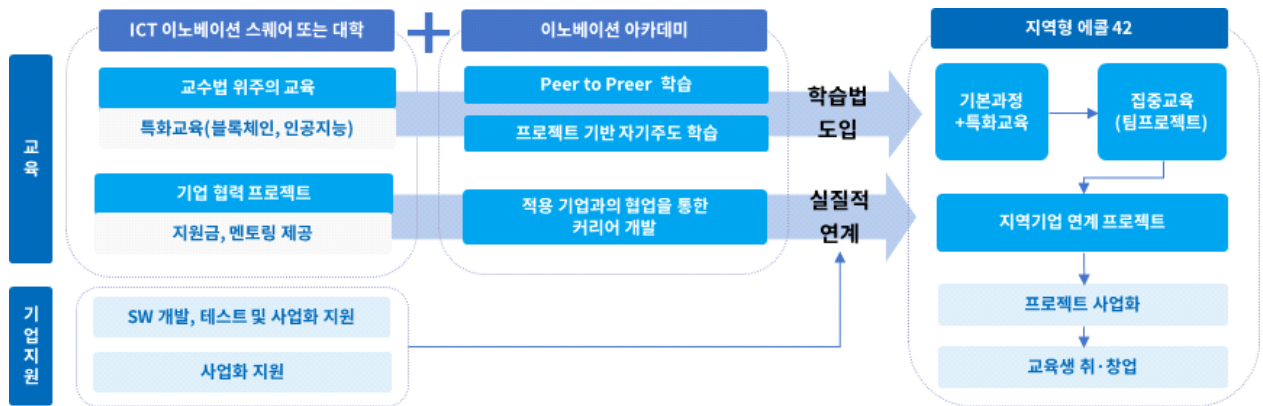 ICT 이노베이션 스퀘어 또는 대학
이노베이션 아카데미
지역형 에콜 42
교육
교수법 위주의 교육
특화교육(블록체인, 인공지능)
Peer to Preer 학습
프로젝트 기반 자기주도 학습
학습법
도입
기본과정
+특화교육
집중교육
(팀프로젝트)
기업 협력 프로젝트
지원금, 멘토링 제공
적용 기업과의 협업을 통한
커리어 개발
실질적
연계
지역기업 연계 프로젝트
기업지원
SW 개발, 테스트 및 사업화 지원
사업화 지원
프로젝트 사업화
교육생 취·창업